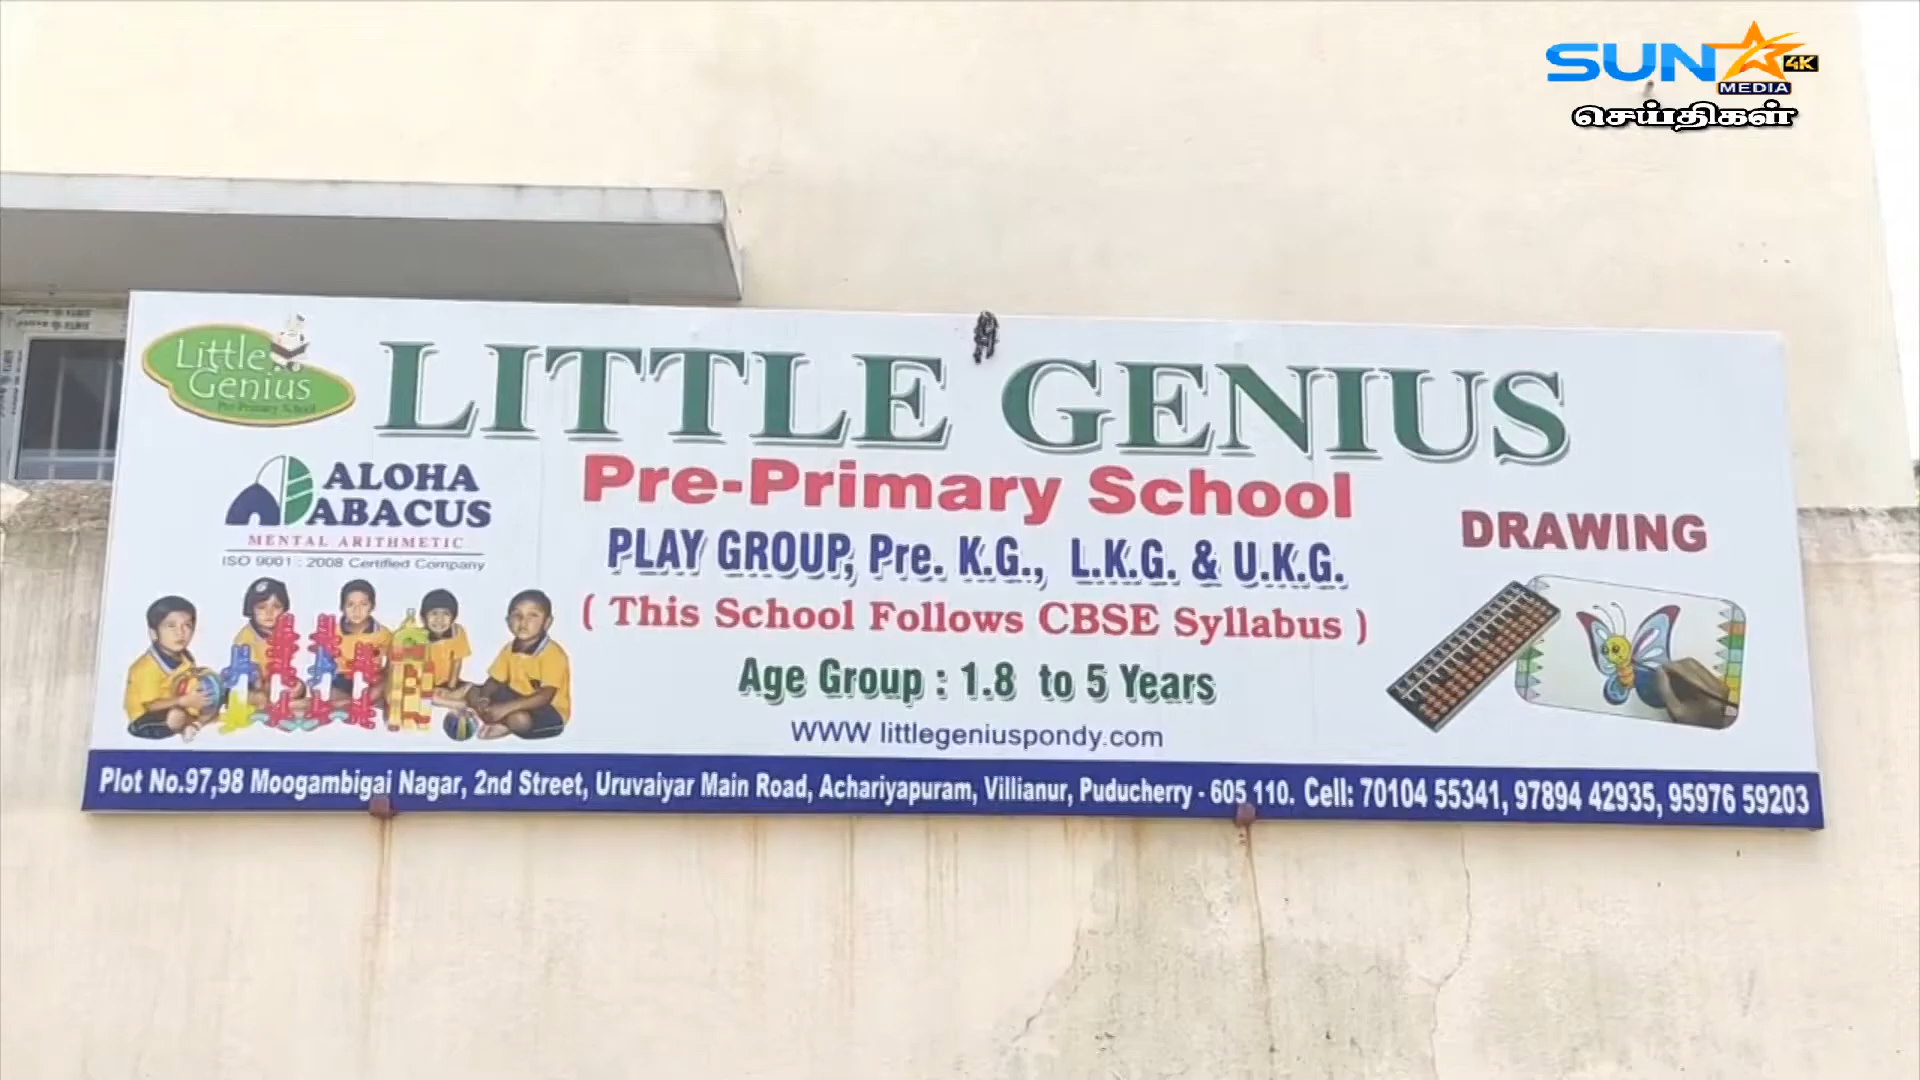 SUN
4K
MEDIA
செய்திகள்
Little
Genius
Pre-Primary School
LITTLE GENIUS
ALOHA
ABACUS
MENTAL ARITHMETIC
ISO 9001 : 2008 Certified Company
Pre-Primary School
PLAY GROUP, Pre. K.G., L.K.G. & U.K.G.
( This School Follows CBSE Syllabus )
Age Group : 1.8 to 5 Years
WWW littlegeniuspondy.com
DRAWING
Plot No.97,98 Moogambigai Nagar, 2nd Street, Uruvaiyar Main Road, Achariyapuram, Villianur, Puducherry - 605 110. Cell: 70104 55341, 97894 42935, 95976 59203